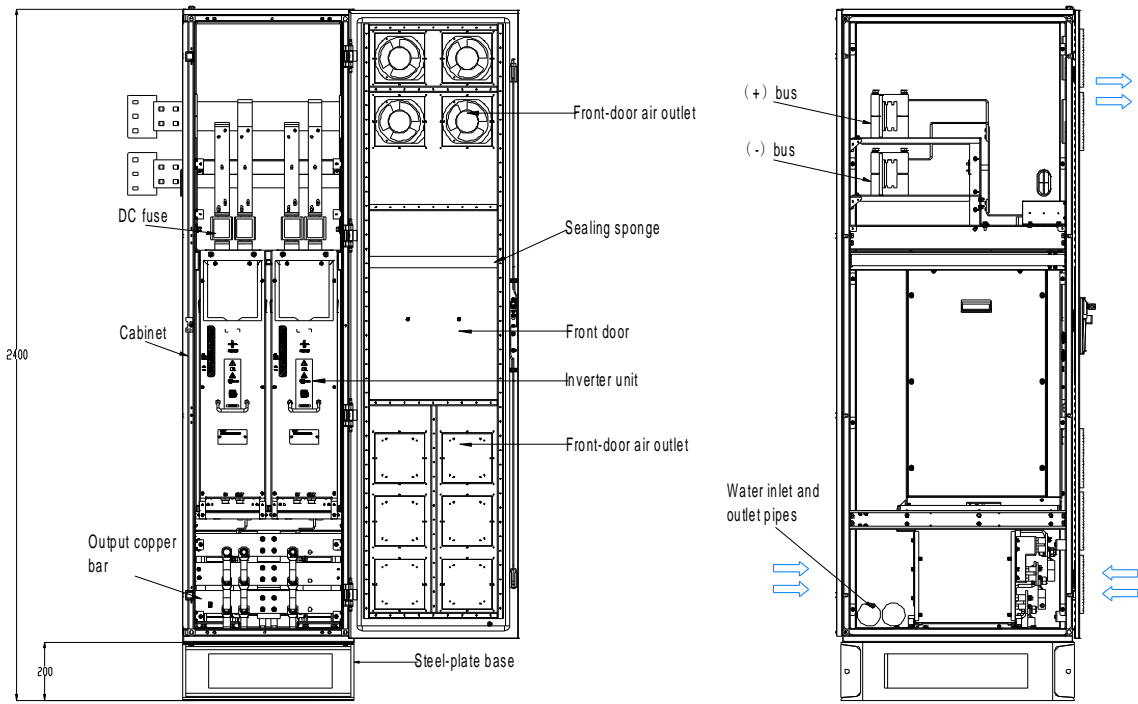 Front-door air outlet
(+) bus
(-) bus
DC fuse
Sealing sponge
Cabinet
Front door
2400
Inverter unit
Front-door air outlet
Water inlet and
outlet pipes
Output copper
bar
Steel-plate base
200